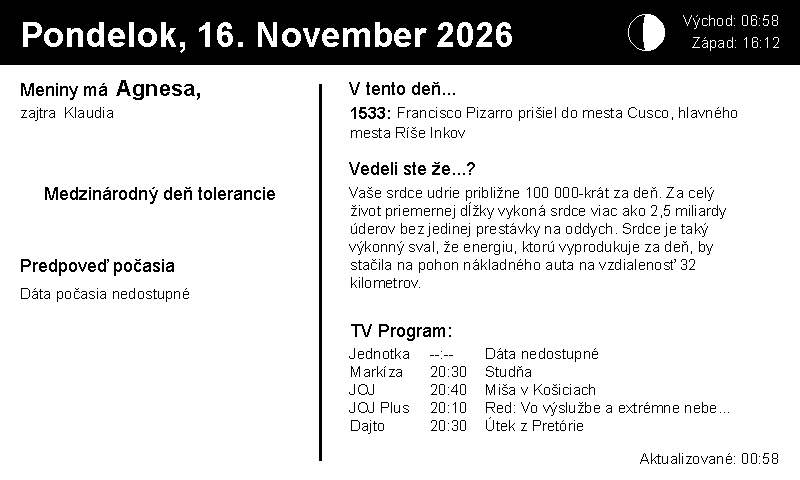 Pondelok, 16. November 2026
Východ: 06:58
Západ: 16:12
Meniny má Agnesa,
zajtra Klaudia
Medzinárodný deň tolerancie
Predpoveď počasia
Dáta počasia nedostupné
V tento deň...
1533: Francisco Pizarro prišiel do mesta Cusco, hlavného
mesta Ríše Inkov
Vedeli ste že...?
Vaše srdce udrie približne 100 000-krát za deň. Za celý
život priemernej dĺžky vykoná srdce viac ako 2,5 miliardy
úderov bez jedinej prestávky na oddych. Srdce je taký
výkonný sval, že energiu, ktorú vyprodukuje za deň, by
stačila na pohon nákladného auta na vzdialenosť 32
kilometrov.
TV Program:
Jednotka --:-- Dáta nedostupné
Markíza 20:30 Studňa
JOJ 20:40 Miša v Košiciach
JOJ Plus 20:10 Red: Vo výslužbe a extrémne nebe...
Dajto 20:30 Útek z Pretórie
Aktualizované: 00:58